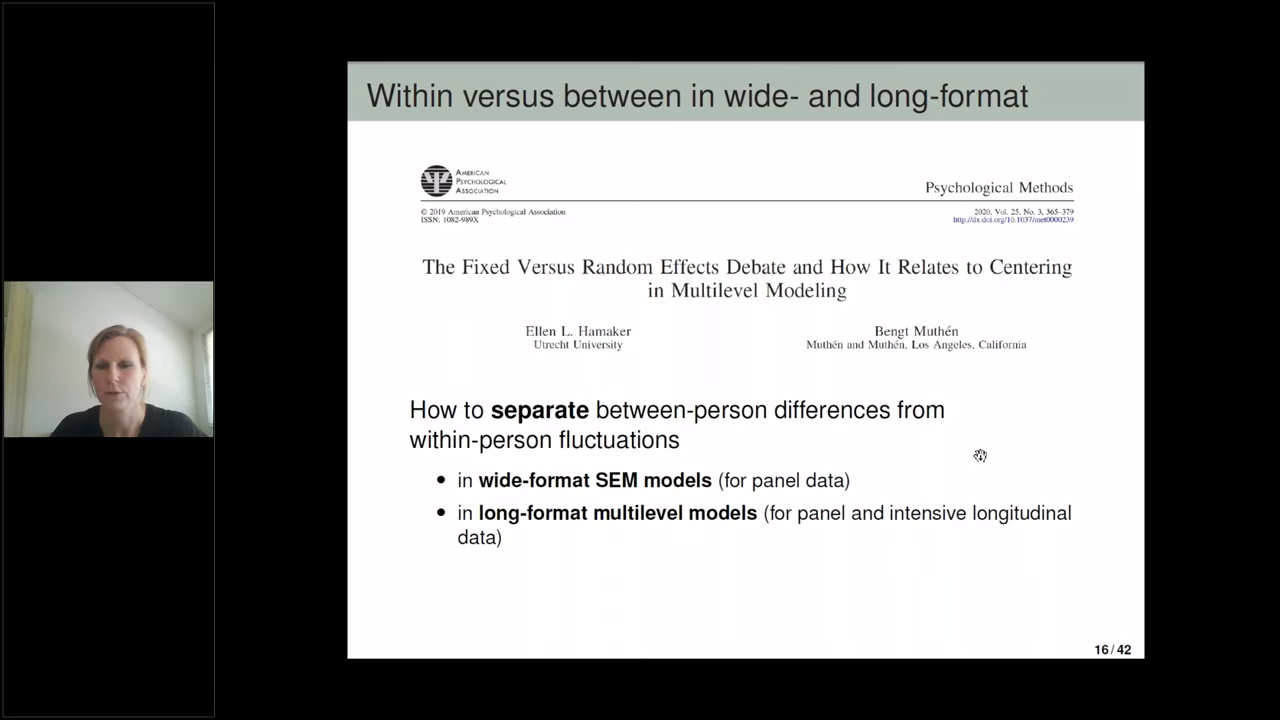 Within versus between in wide- and long-format
AMERICAN
PSYCHOLOGICAL
ASSOCIATION
Psychological Methods
© 2019 American Psychological Association
ISSN: 1082-989X
2020, Vol. 25, No. 3, 365–379
http://dx.doi.org/10.1037/met0000239
The Fixed Versus Random Effects Debate and How It Relates to Centering
in Multilevel Modeling
Ellen L. Hamaker
Utrecht University
Bengt Muthén
Muthén and Muthén, Los Angeles, California
How to separate between-person differences from
within-person fluctuations
• in wide-format SEM models (for panel data)
• in long-format multilevel models (for panel and intensive longitudinal
data)
16 / 42